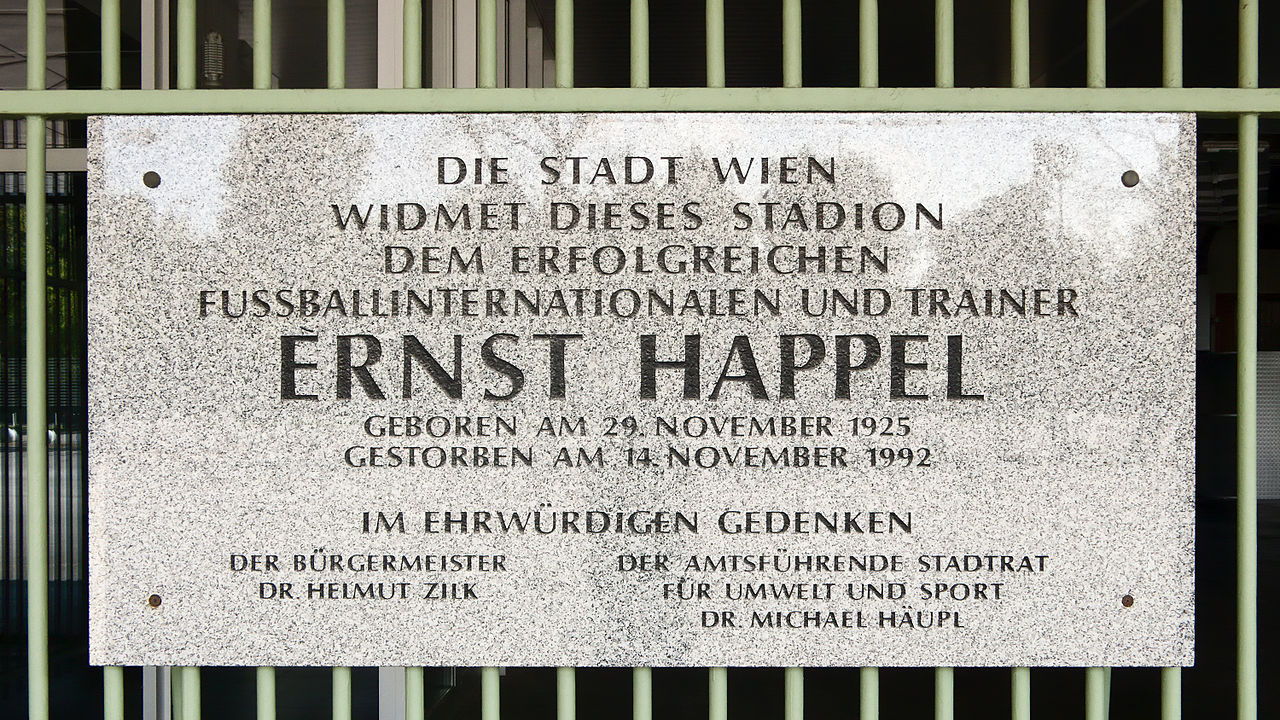 DIE STADT WIEN
WIDMET DIESES STADION
DEM ERFOLGREICHEN
FUSSBALLINTERNATIONALEN UND TRAINER
ERNST HAPPEL
GEBOREN AM 29. NOVEMBER 1925
GESTORBEN AM 14. NOVEMBER 1992
IM EHRWÜRDIGEN GEDENKEN
DER BÜRGERMEISTER
DR. HELMUT ZILK
DER AMTSFÜHRENDE STADTRAT
FÜR UMWELT UND SPORT
DR. MICHAEL HÄUPL